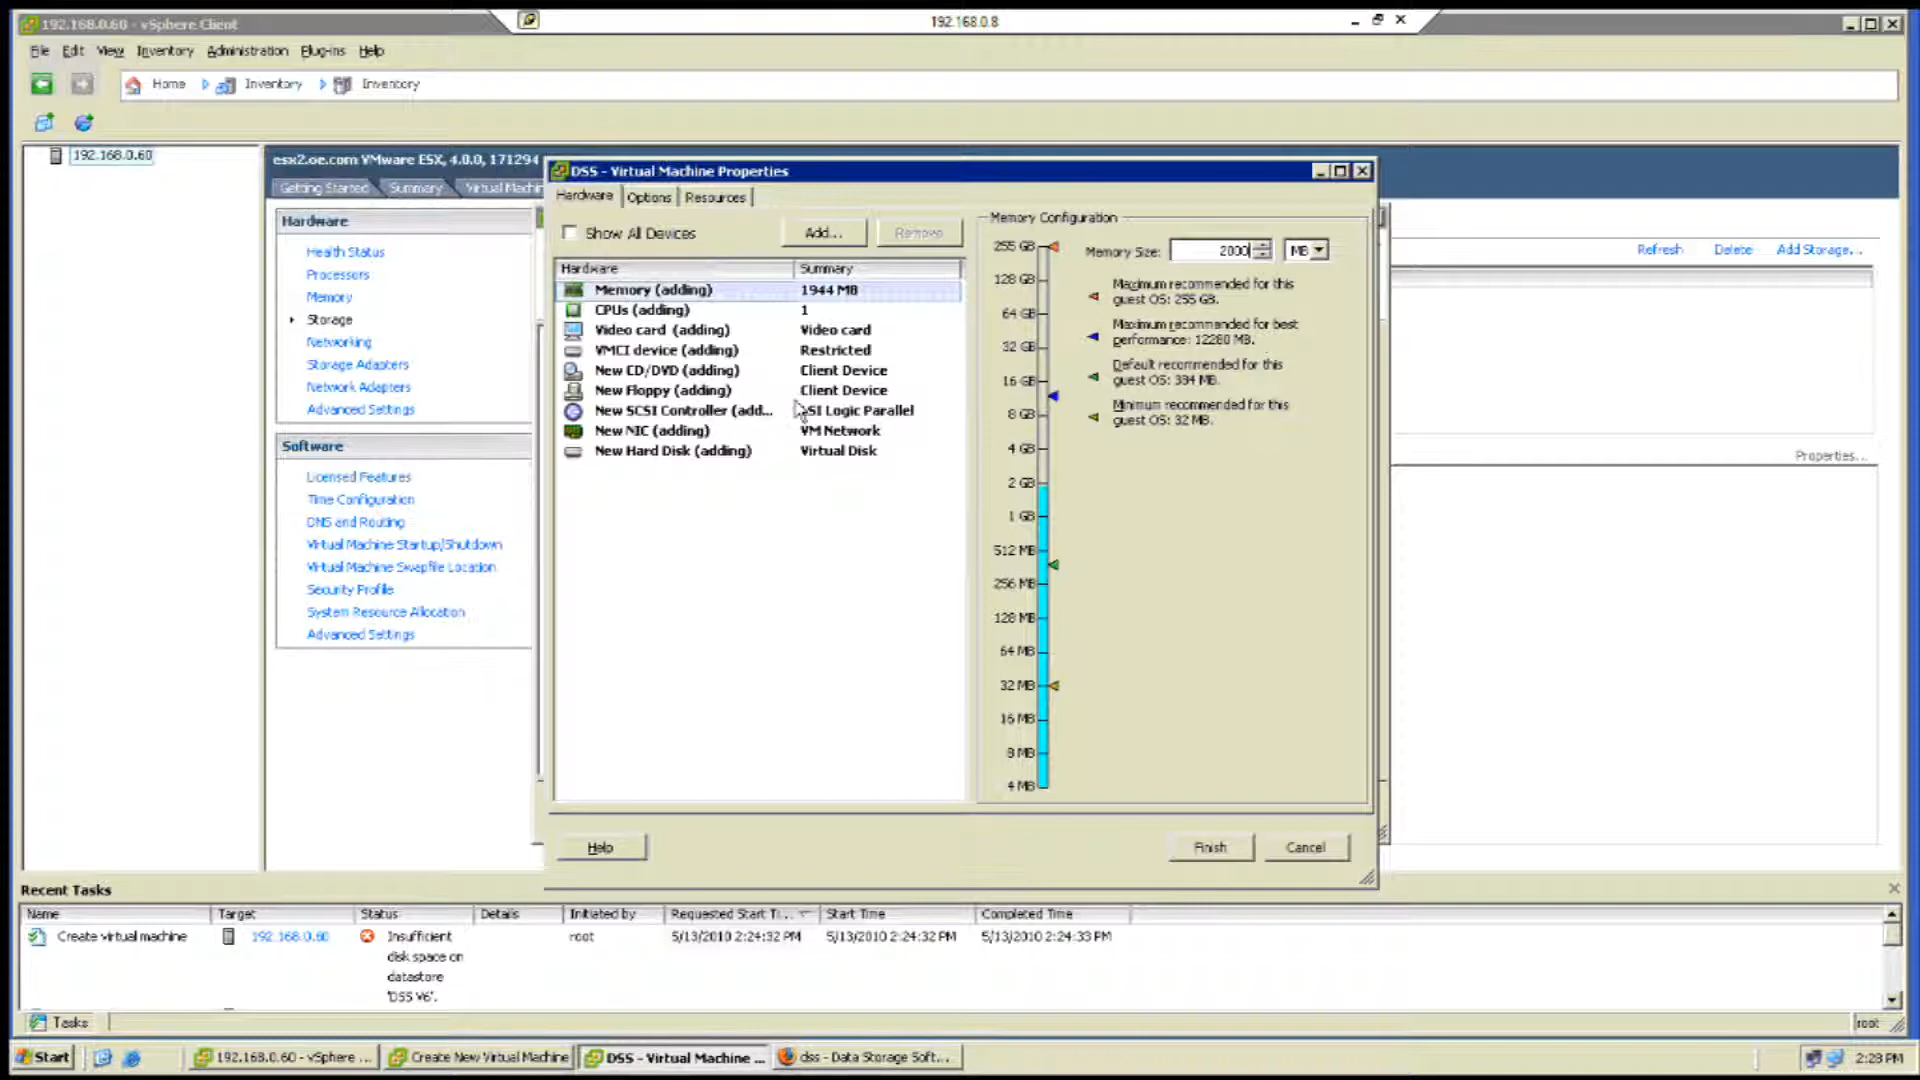 192.168.0.60 - vSphere Client
192.168.0.8
File Edit View Inventory Administration Plug-ins Help
Home Inventory Inventory
192.168.0.60
esx2.oe.com VMware ESX, 4.0.0, 171294
Getting Started Summary Virtual Machin
Hardware
Health Status
Processors
Memory
Storage
Networking
Storage Adapters
Network Adapters
Advanced Settings
Software
Licensed Features
Time Configuration
DNS and Routing
Virtual Machine Startup/Shutdown
Virtual Machine Swapfile Location
Security Profile
System Resource Allocation
Advanced Settings
Refresh Delete Add Storage...
Properties...
DSS - Virtual Machine Properties
Hardware Options Resources
Show All Devices Add... Remove
Hardware Summary
Memory (adding) 1944 MB
CPUs (adding) 1
Video card (adding) Video card
VMCI device (adding) Restricted
New CD/DVD (adding) Client Device
New Floppy (adding) Client Device
New SCSI Controller (add... SI Logic Parallel
New NIC (adding) VM Network
New Hard Disk (adding) Virtual Disk
Memory Configuration
Memory Size: 2000 MB
255 GB
128 GB
64 GB
32 GB
16 GB
8 GB
4 GB
2 GB
1 GB
512 MB
256 MB
128 MB
64 MB
32 MB
16 MB
8 MB
4 MB
Maximum recommended for this
guest OS: 255 GB.
Maximum recommended for best
performance: 12280 MB.
Default recommended for this
guest OS: 384 MB.
Minimum recommended for this
guest OS: 32 MB.
Help Finish Cancel
Recent Tasks
Name Target Status Details Initiated by Requested Start Ti... Start Time Completed Time
Create virtual machine 192.168.0.60 Insufficient root 5/13/2010 2:24:32 PM 5/13/2010 2:24:32 PM 5/13/2010 2:24:33 PM
disk space on
datastore
'DSS V6'.
Tasks root
Start 192.168.0.60 - vSphere ... Create New Virtual Machine DSS - Virtual Machine ... dss - Data Storage Soft... 2:28 PM